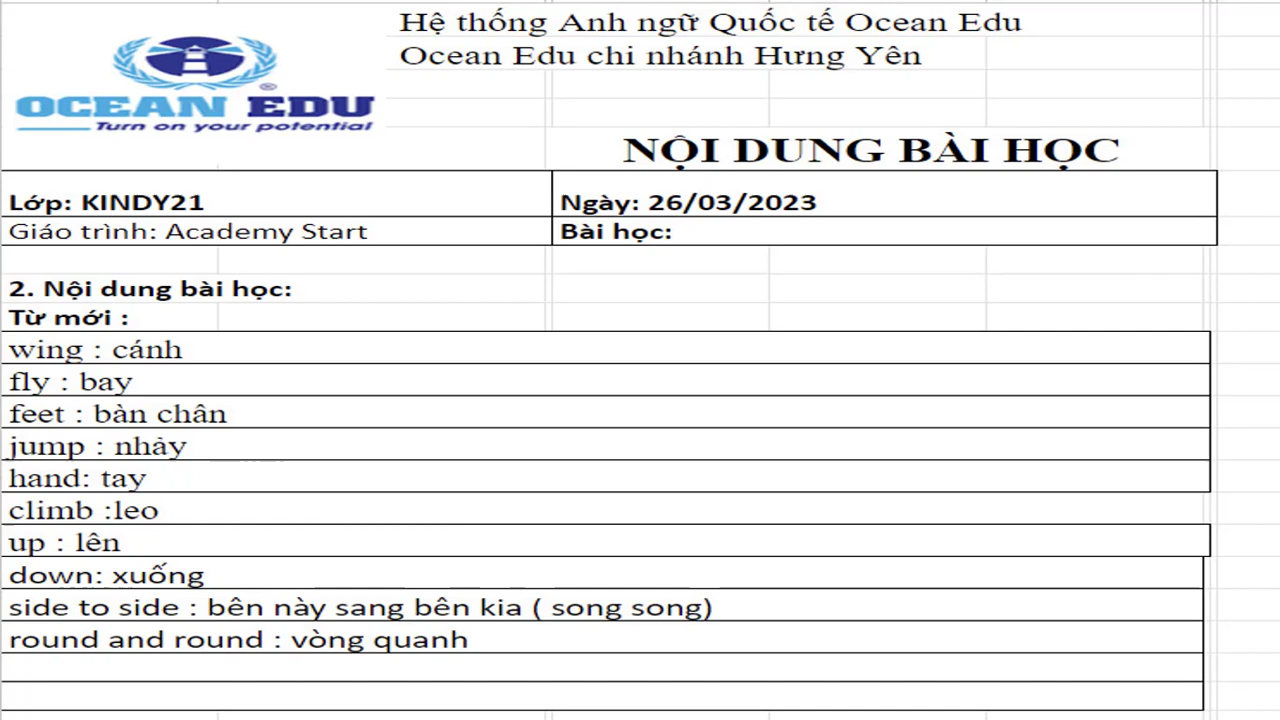 Hệ thống Anh ngữ Quốc tế Ocean Edu
Ocean Edu chi nhánh Hưng Yên
OCEAN EDU ®
Turn on your potential
NỘI DUNG BÀI HỌC
Lớp: KINDY21 Ngày: 26/03/2023
Giáo trình: Academy Start Bài học:
2. Nội dung bài học:
Từ mới :
wing : cánh
fly : bay
feet : bàn chân
jump : nhảy
hand: tay
climb :leo
up : lên
down: xuống
side to side : bên này sang bên kia ( song song)
round and round : vòng quanh